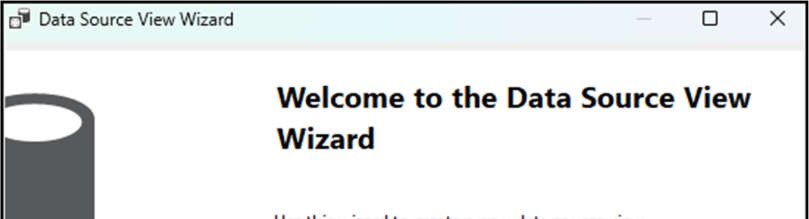 Data Source View Wizard
Welcome to the Data Source View
Wizard